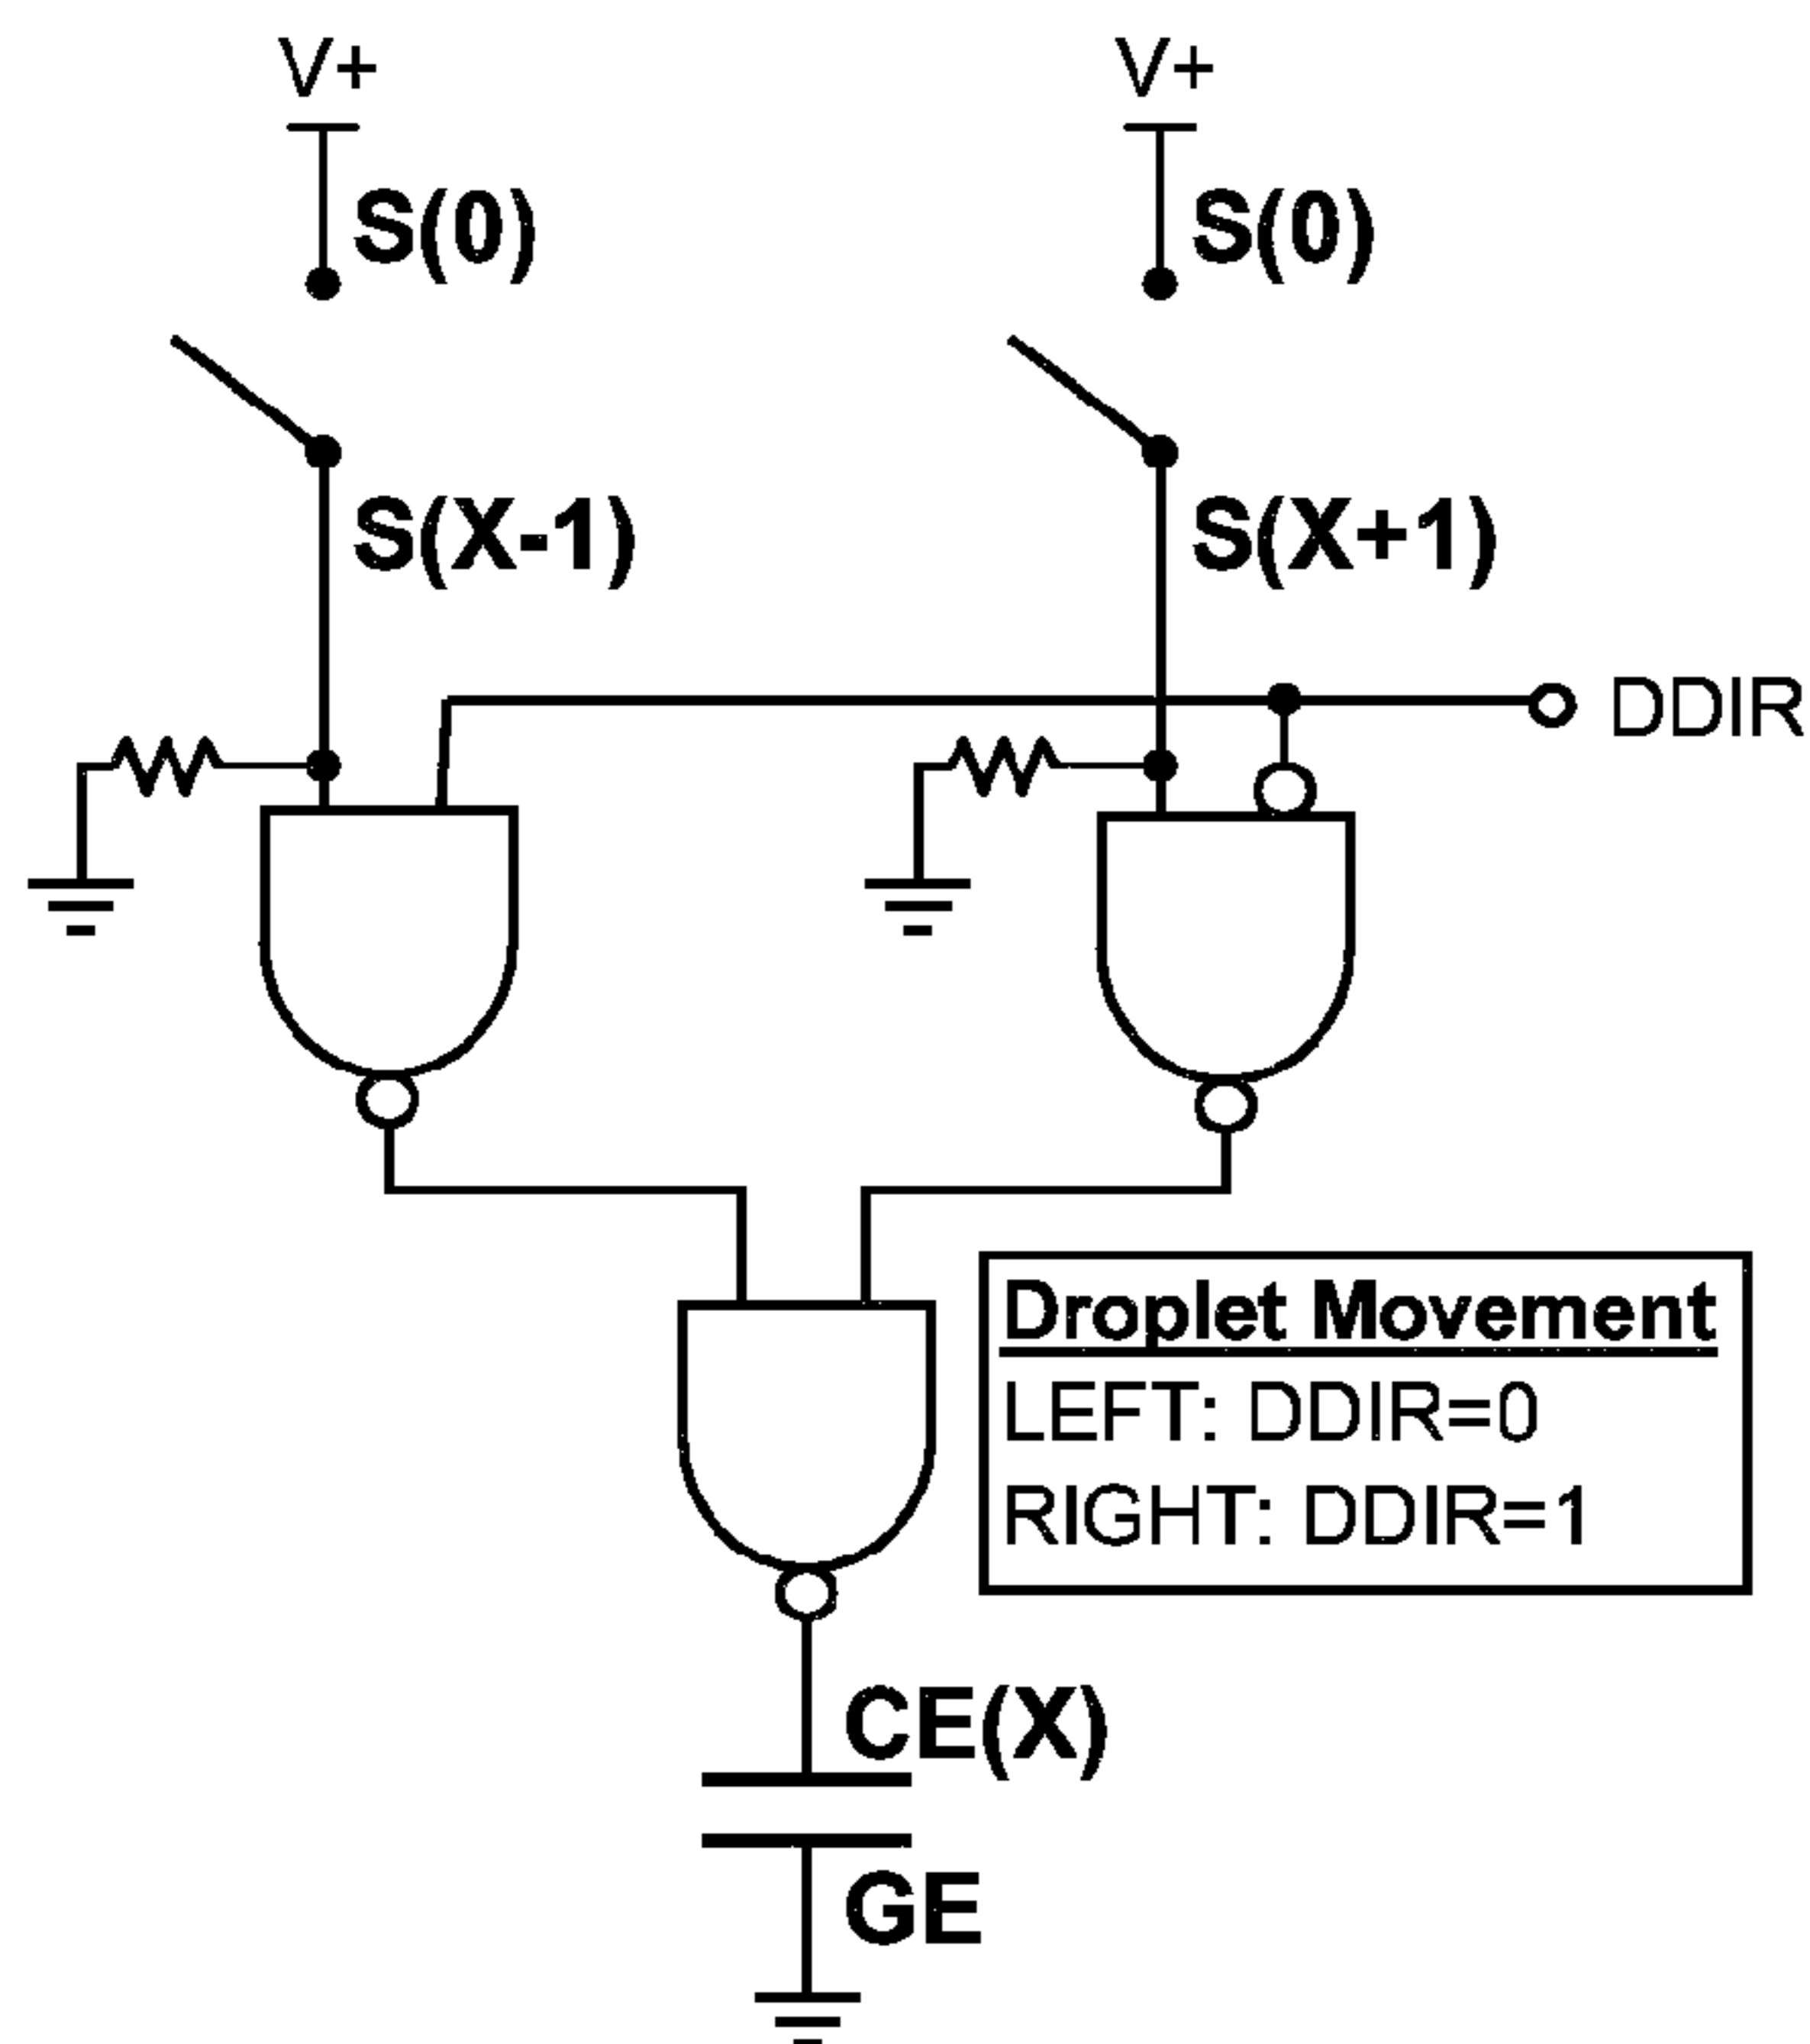 V+
V+
S(0)
S(0)
S(X-1)
S(X+1)
DDIR
Droplet Movement
LEFT: DDIR=0
RIGHT: DDIR=1
CE(X)
GE